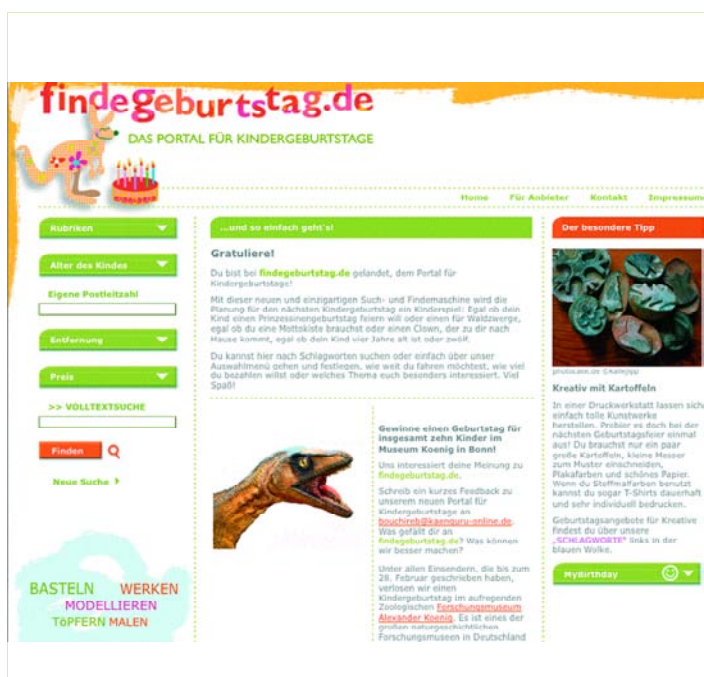 findegeburtstag.de
DAS PORTAL FÜR KINDERGEBURTSTAGE
Home Für Anbieter Kontakt Impressum
Rubriken
Alter des Kindes
Eigene Postleitzahl
Entfernung
Preis
>> VOLLTEXTSUCHE
Finden
Neue Suche
BASTELN WERKEN
MODELLIEREN
TöPFERN MALEN
...und so einfach geht's!
Gratuliere!
Du bist bei findegeburtstag.de gelandet, dem Portal für
Kindergeburtstage!
Mit dieser neuen und einzigartigen Such- und Findemaschine wird die
Planung für den nächsten Kindergeburtstag ein Kinderspiel: Egal ob dein
Kind einen Prinzessinengeburtstag feiern will oder einen für Waldzwerge,
egal ob du eine Mottokiste brauchst oder einen Clown, der zu dir nach
Hause kommt, egal ob dein Kind vier Jahre alt ist oder zwölf.
Du kannst hier nach Schlagworten suchen oder einfach über unser
Auswahlmenü gehen und festlegen, wie weit du fahren möchtest, wie viel
du bezahlen willst oder welches Thema euch besonders interessiert. Viel
Spaß!
Gewinne einen Geburtstag für
insgesamt zehn Kinder im
Museum Koenig in Bonn!
Uns interessiert deine Meinung zu
findegeburtstag.de.
Schreib ein kurzes Feedback zu
unserem neuen Portal für
Kindergeburtstage an
bouchireb@kaenguru-online.de.
Was gefällt dir an
findegeburtstag.de? Was können
wir besser machen?
Unter allen Einsendern, die bis zum
28. Februar geschrieben haben,
verlosen wir einen
Kindergeburtstag im aufregenden
Zoologischen Forschungsmuseum
Alexander Koenig. Es ist eines der
großen naturgeschichtlichen
Forschungsmuseen in Deutschland
Der besondere Tipp
Kreativ mit Kartoffeln
In einer Druckwerkstatt lassen sich
einfach tolle Kunstwerke
herstellen. Probier es doch bei der
nächsten Geburtstagsfeier einmal
aus! Du brauchst nur ein paar
große Kartoffeln, kleine Messer
zum Muster einschneiden,
Plakafarben und schönes Papier.
Wenn du Stoffmalfarben benutzt
kannst du sogar T-Shirts dauerhaft
und sehr individuell bedrucken.
Geburtstagsangebote für Kreative
findest du über unsere
„SCHLAGWORTE" links in der
blauen Wolke.
MyBirthday